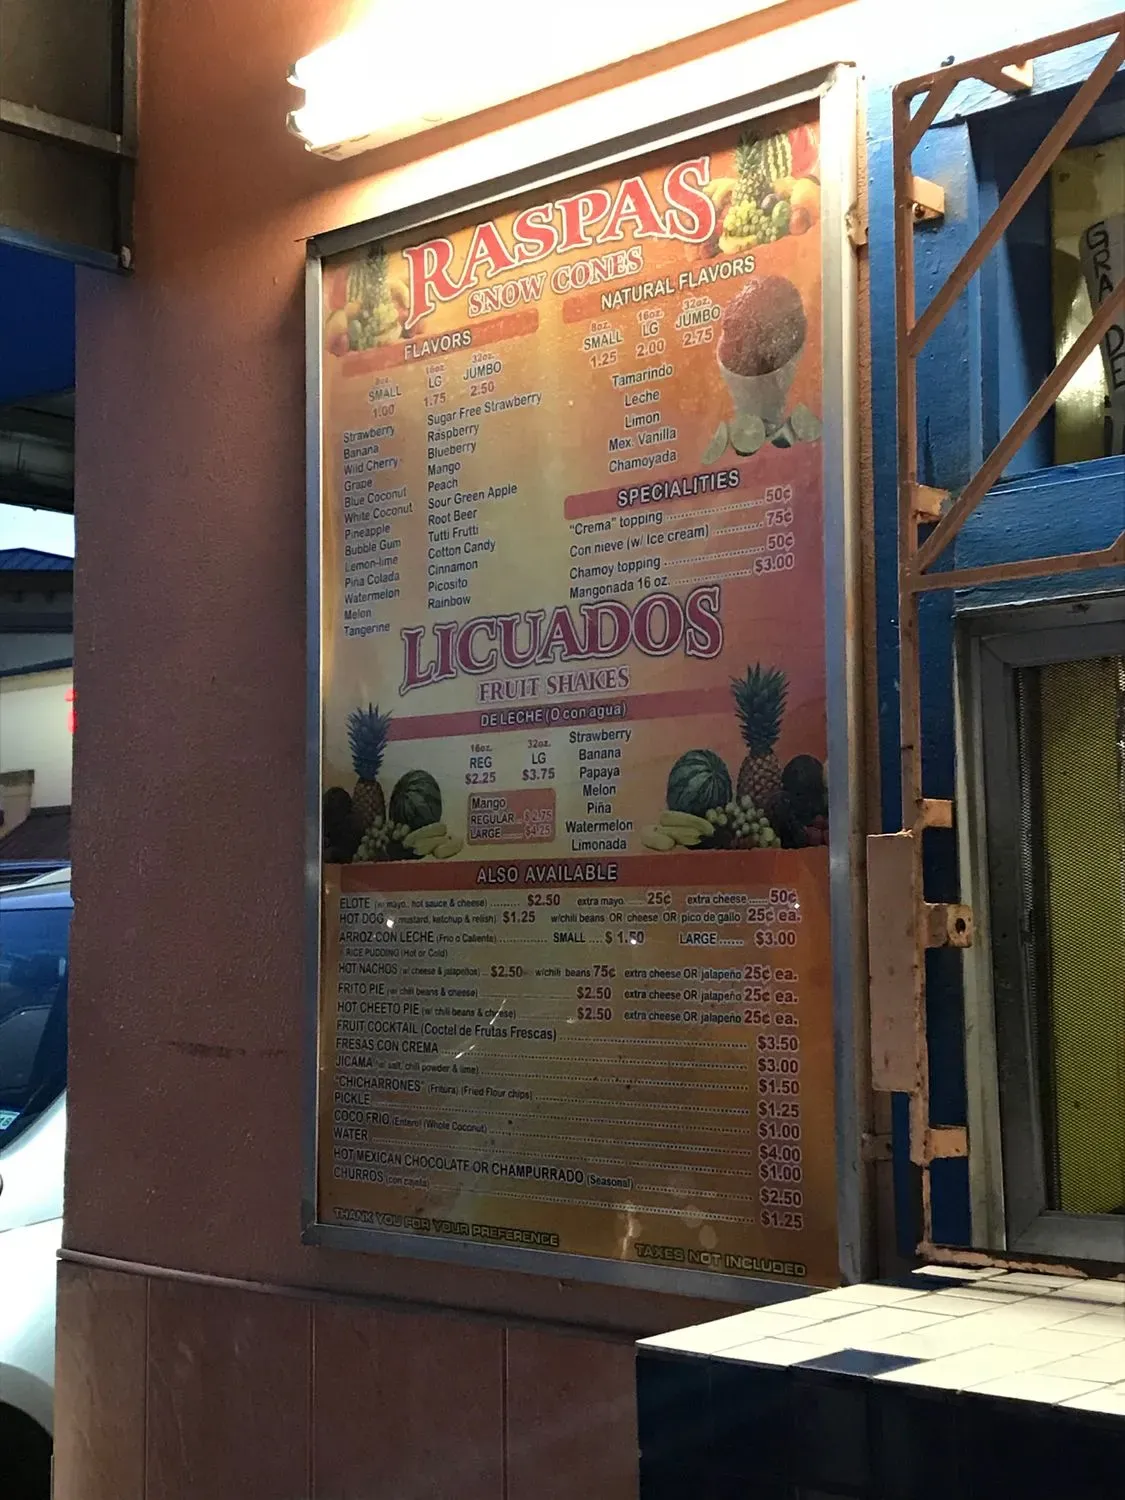 RASPAS
SNOW CONES
FLAVORS
8oz. 16oz. 32oz.
SMALL LG JUMBO
1.00 1.75 2.50
Strawberry
Banana
Wild Cherry
Grape
Blue Coconut
White Coconut
Pineapple
Bubble Gum
Lemon-lime
Piña Colada
Watermelon
Melon
Tangerine
Sugar Free Strawberry
Raspberry
Blueberry
Mango
Peach
Sour Green Apple
Root Beer
Tutti Frutti
Cotton Candy
Cinnamon
Picosito
Rainbow
NATURAL FLAVORS
8oz. 16oz. 32oz.
SMALL LG JUMBO
1.25 2.00 2.75
Tamarindo
Leche
Limon
Mex. Vanilla
Chamoyada
SPECIALITIES
"Crema" topping 50¢
Con nieve (w/ Ice cream) 75¢
Chamoy topping 50¢
Mangonada 16 oz. $3.00
LICUADOS
FRUIT SHAKES
DE LECHE (O con agua)
16oz. 32oz.
REG LG
$2.25 $3.75
Mango
REGULAR $2.75
LARGE $4.25
Strawberry
Banana
Papaya
Melon
Piña
Watermelon
Limonada
ALSO AVAILABLE
ELOTE (w/ mayo, hot sauce & cheese) $2.50 extra mayo 25¢ extra cheese 50¢
HOT DOG mustard, ketchup & relish) $1.25 w/chili beans OR cheese OR pico de gallo 25¢ ea.
ARROZ CON LECHE (Frio o Caliente) SMALL $1.50 LARGE $3.00
RICE PUDDING (Hot or Cold)
HOT NACHOS (w/ cheese & jalapeños) $2.50 w/chili beans 75¢ extra cheese OR jalapeño 25¢ ea.
FRITO PIE (w/ chili beans & cheese) $2.50 extra cheese OR jalapeño 25¢ ea.
HOT CHEETO PIE (w/ chili beans & cheese) $2.50 extra cheese OR jalapeño 25¢ ea.
FRUIT COCKTAIL (Coctel de Frutas Frescas) $3.50
FRESAS CON CREMA $3.00
JICAMA (w/ salt, chili powder & lime) $1.50
"CHICHARRONES" (Fritura) (Fried Flour chips) $1.25
PICKLE $1.00
COCO FRIO (Entero) (Whole Coconut) $4.00
WATER $1.00
HOT MEXICAN CHOCOLATE OR CHAMPURRADO (Seasonal) $2.50
CHURROS (con cajeta) $1.25
THANK YOU FOR YOUR PREFERENCE
TAXES NOT INCLUDED